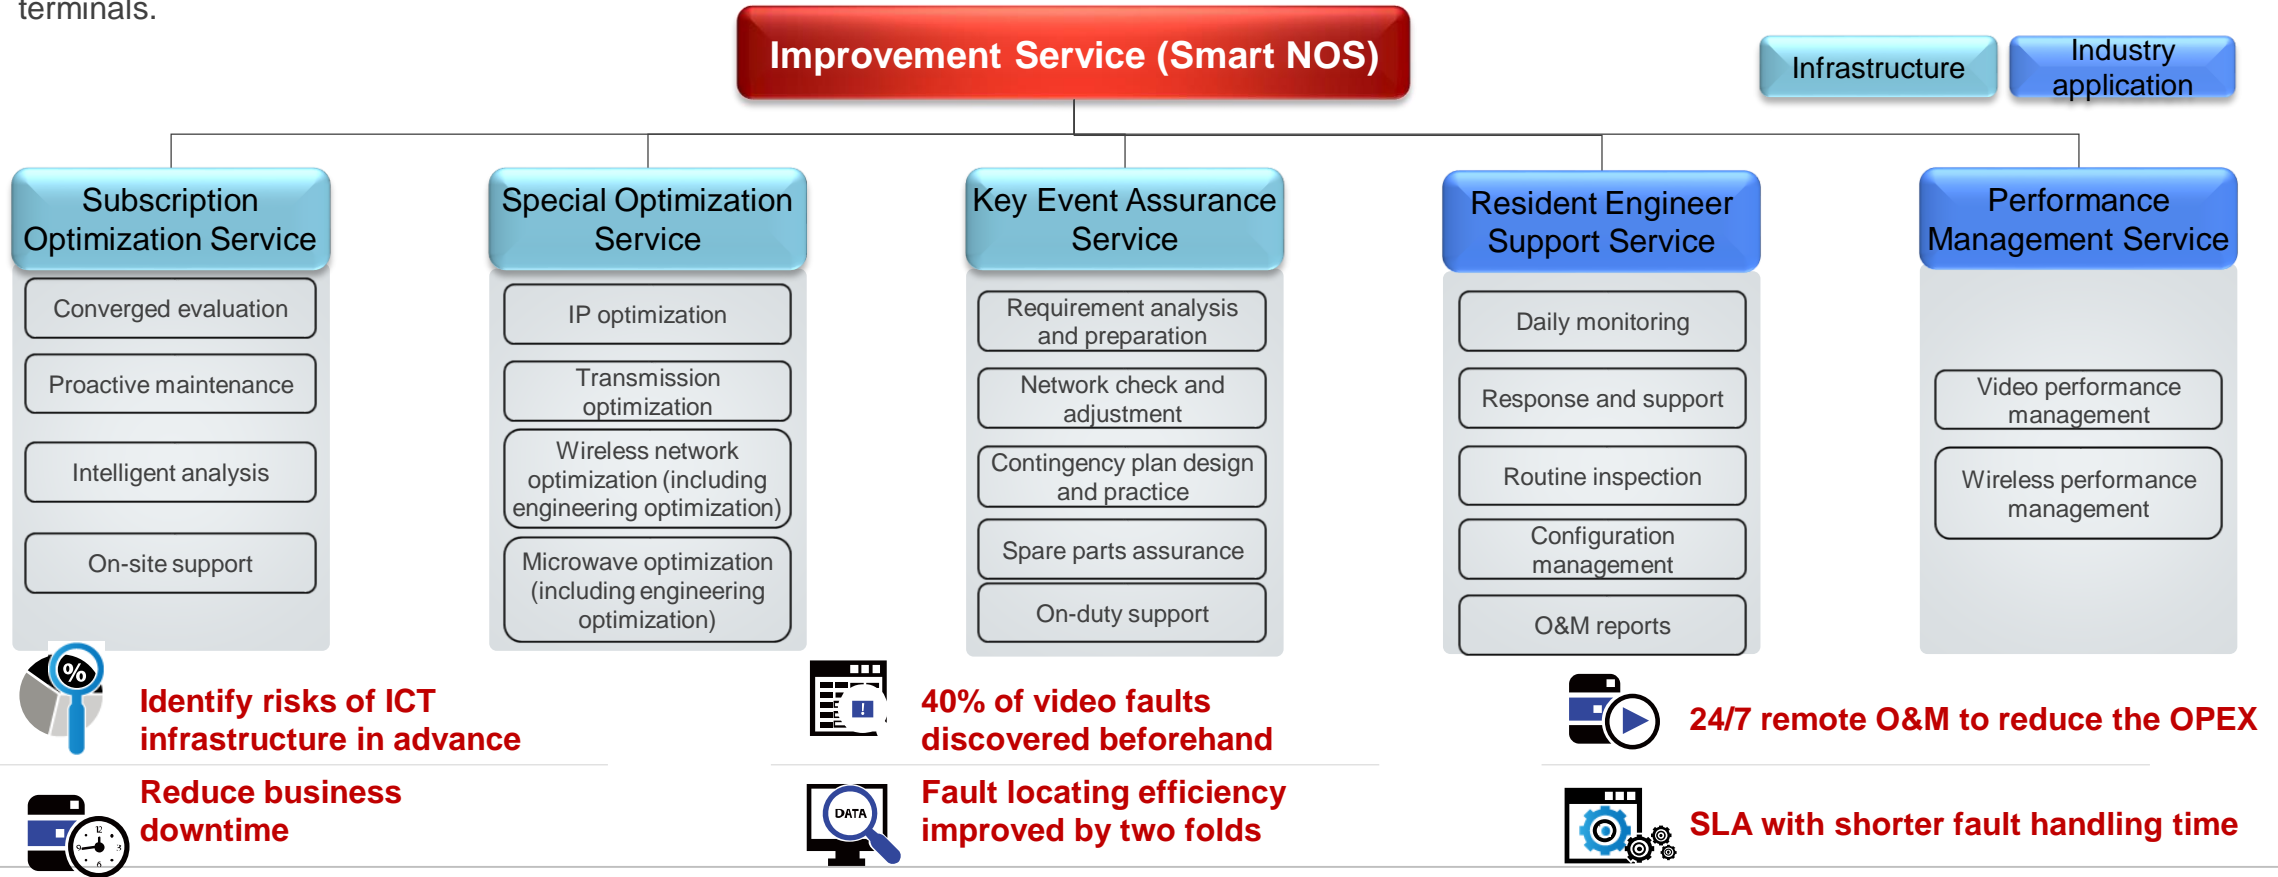 terminals.
Improvement Service (Smart NOS)
Infrastructure
Industry
application
Subscription
Optimization Service
Converged evaluation
Proactive maintenance
Intelligent analysis
On-site support
Special Optimization
Service
IP optimization
Transmission
optimization
Wireless network
optimization (including
engineering optimization)
Microwave optimization
(including engineering
optimization)
Key Event Assurance
Service
Requirement analysis
and preparation
Network check and
adjustment
Contingency plan design
and practice
Spare parts assurance
On-duty support
Resident Engineer
Support Service
Daily monitoring
Response and support
Routine inspection
Configuration
management
O&M reports
Performance
Management Service
Video performance
management
Wireless performance
management
%
Identify risks of ICT
infrastructure in advance
!
40% of video faults
discovered beforehand
24/7 remote O&M to reduce the OPEX
12
3
6
9
Reduce business
downtime
DATA
Fault locating efficiency
improved by two folds
SLA with shorter fault handling time